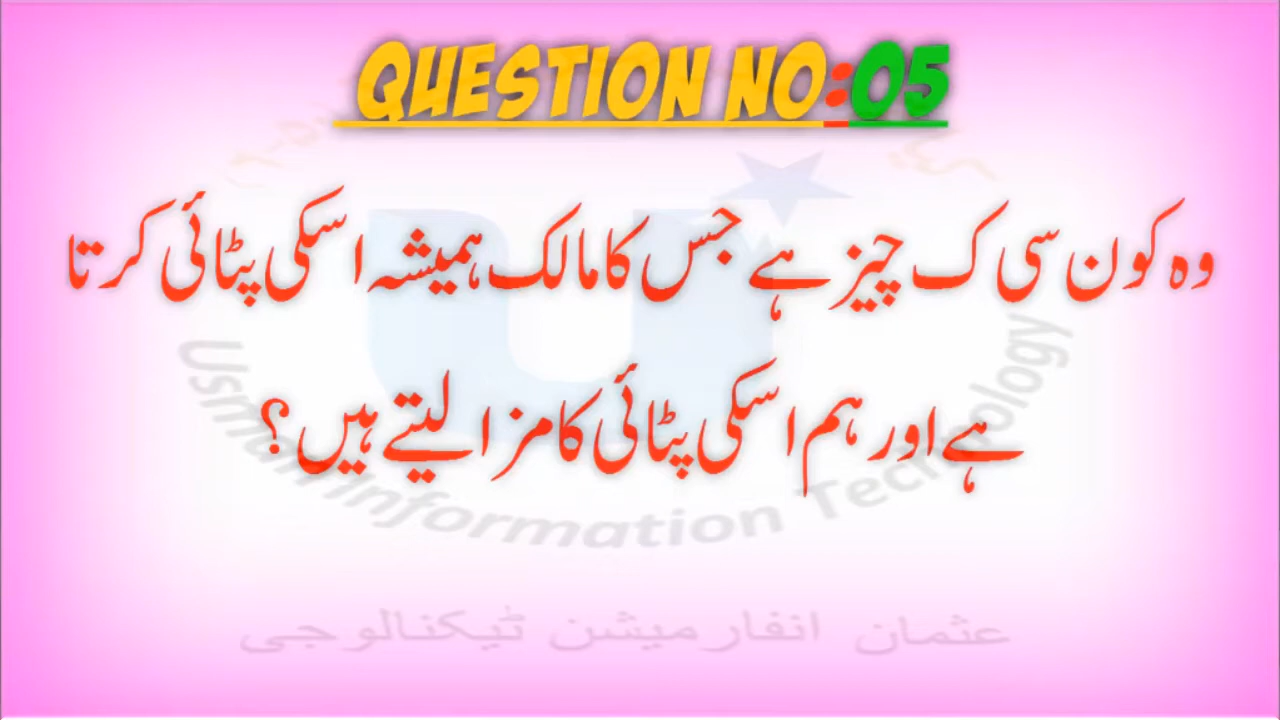 QUESTION NO:05
وہ کون سی ک چیز ہے جس کا مالک ہمیشہ اسکی پٹائی کرتا
ہے اور ہم اسکی پٹائی کا مزا لیتے ہیں؟
Usman Information Technology
عثمان انفارمیشن ٹیکنالوجی